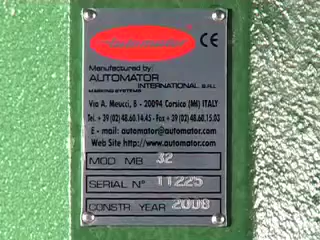 Automator CE
Manufactured by:
AUTOMATOR
INTERNATIONAL S.R.L.
MARKING SYSTEMS
Via A. Meucci, 8 - 20094 Corsico (MI) ITALY
Tel. + 39 (02) 48.60.14.45 - Fax + 39 (02) 48.60.15.03
E - mail: automator@automator.com
Web Site http://www.automator.com
MOD MB 32
SERIAL N° 11225
CONSTR. YEAR 2008